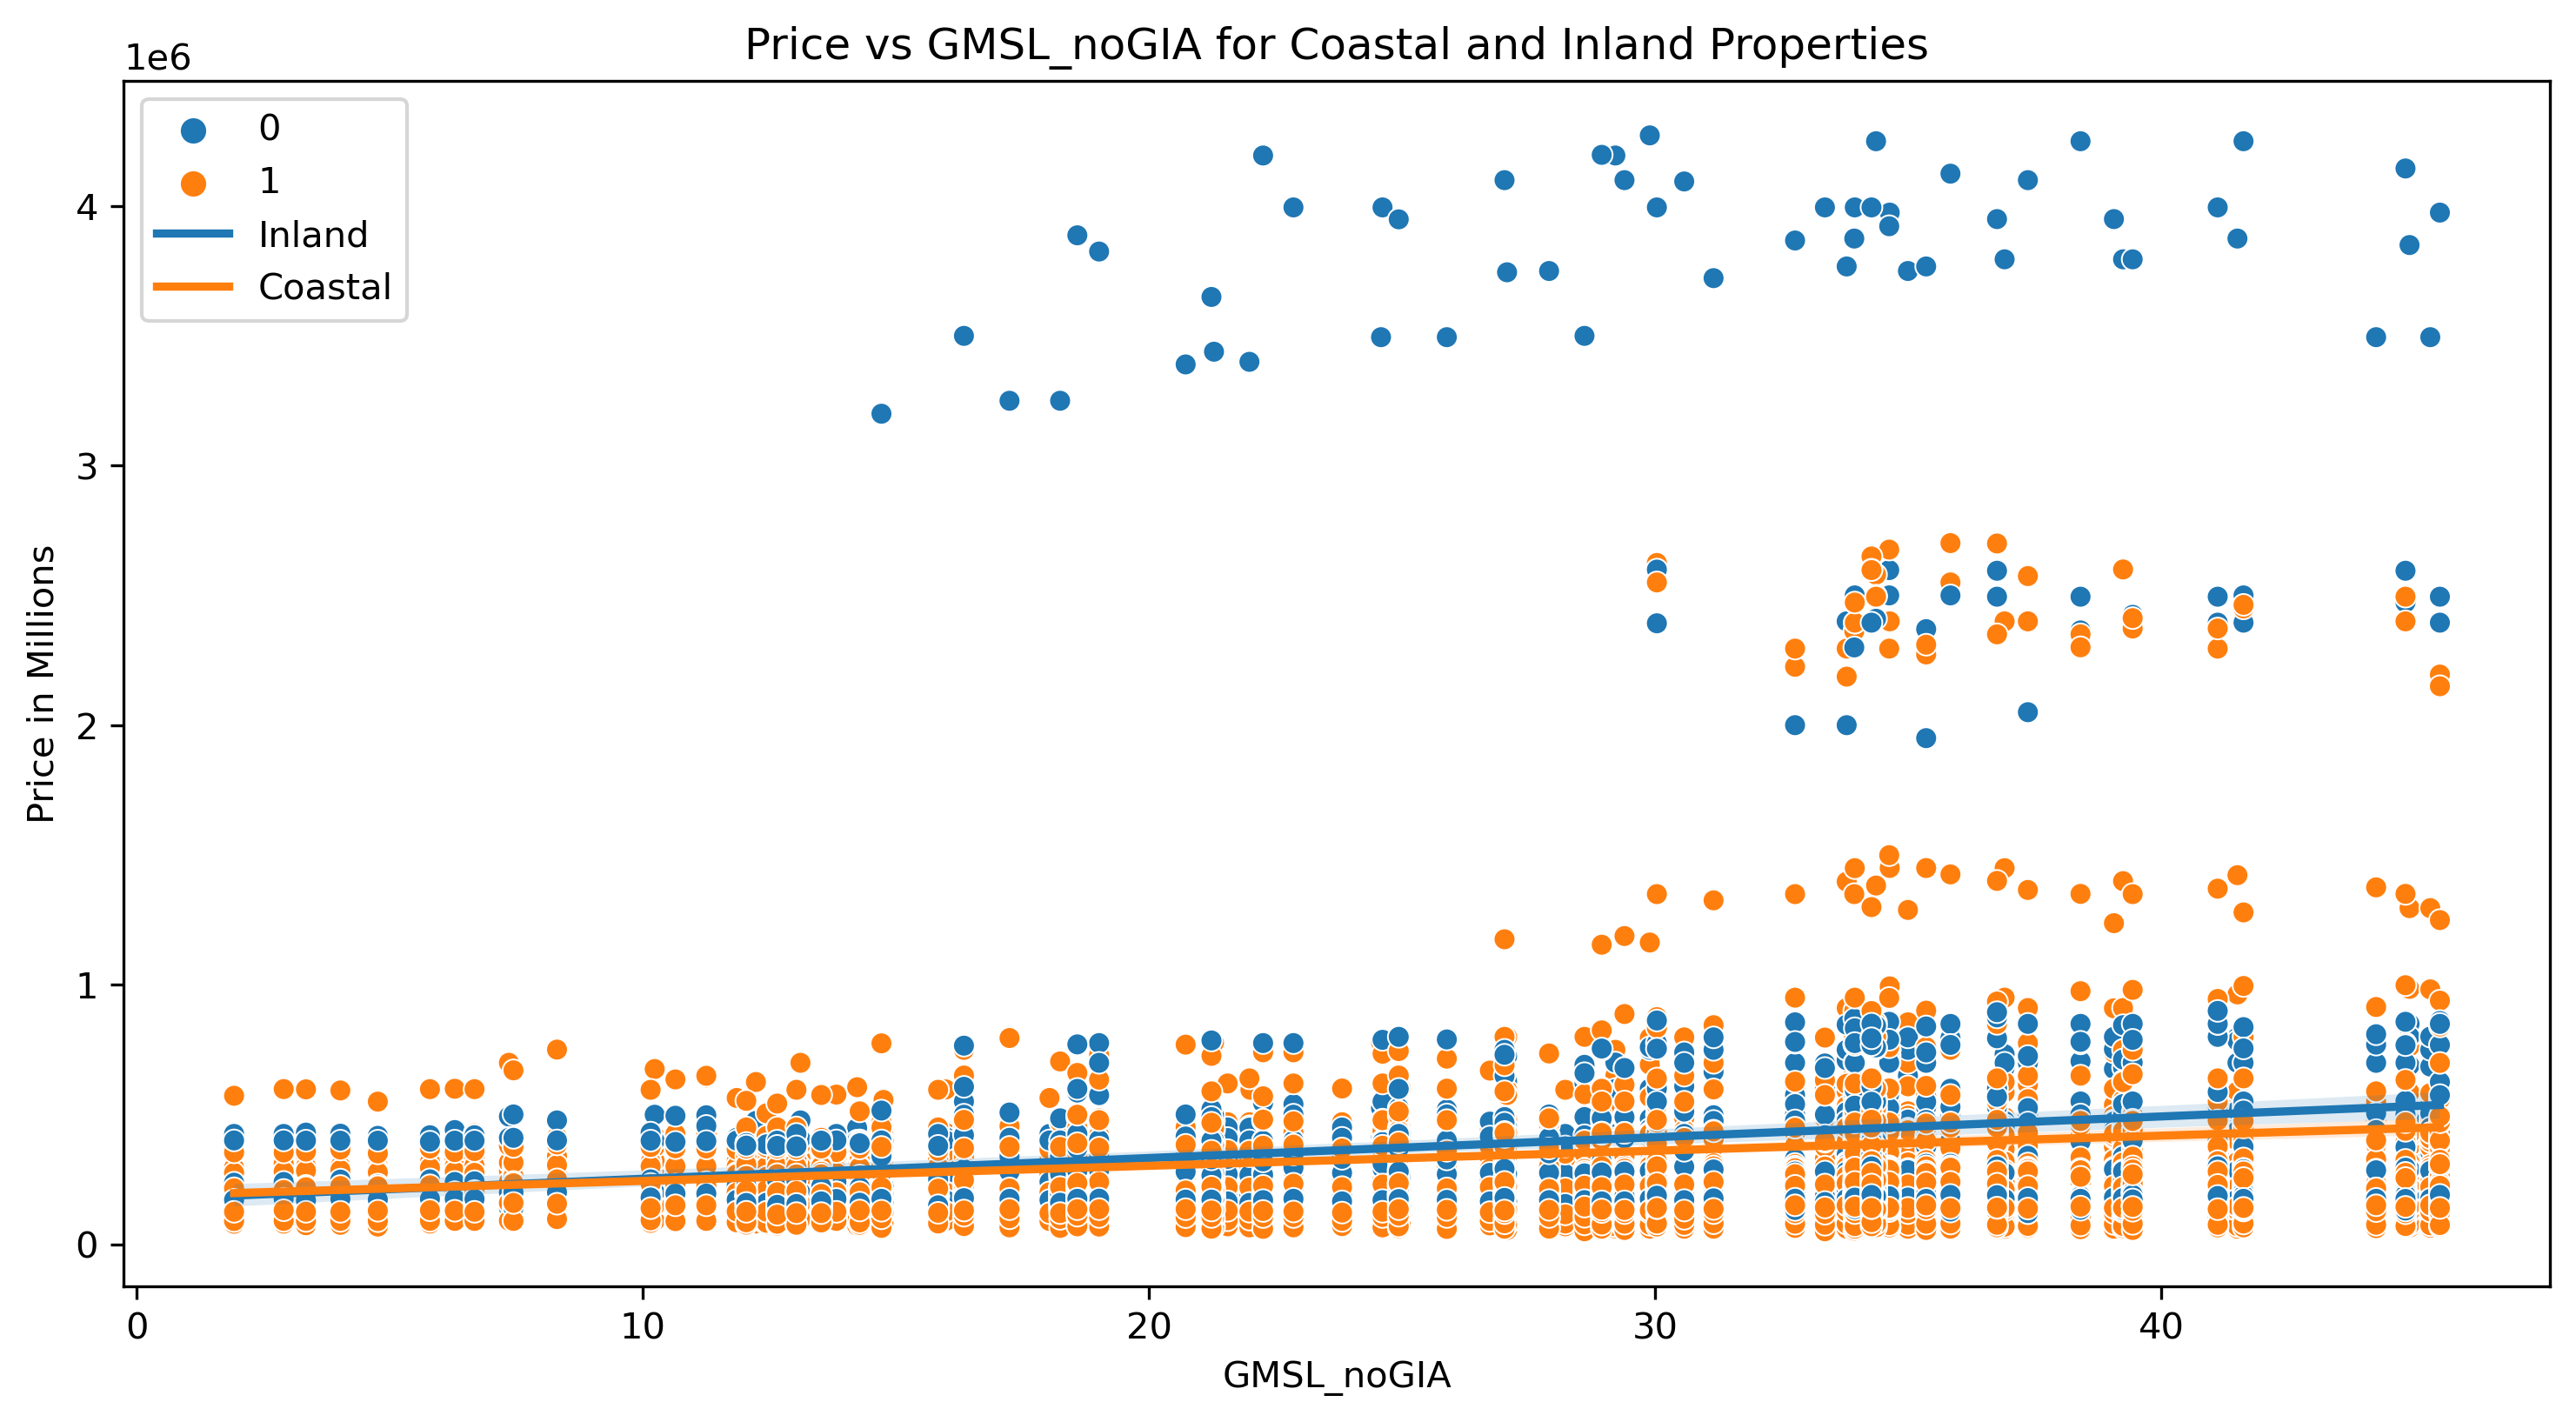 Price vs GMSL_noGIA for Coastal and Inland Properties
1e6
0
1
Inland
Coastal
4
3
2
1
0
Price in Millions
0 10 20 30 40
GMSL_noGIA